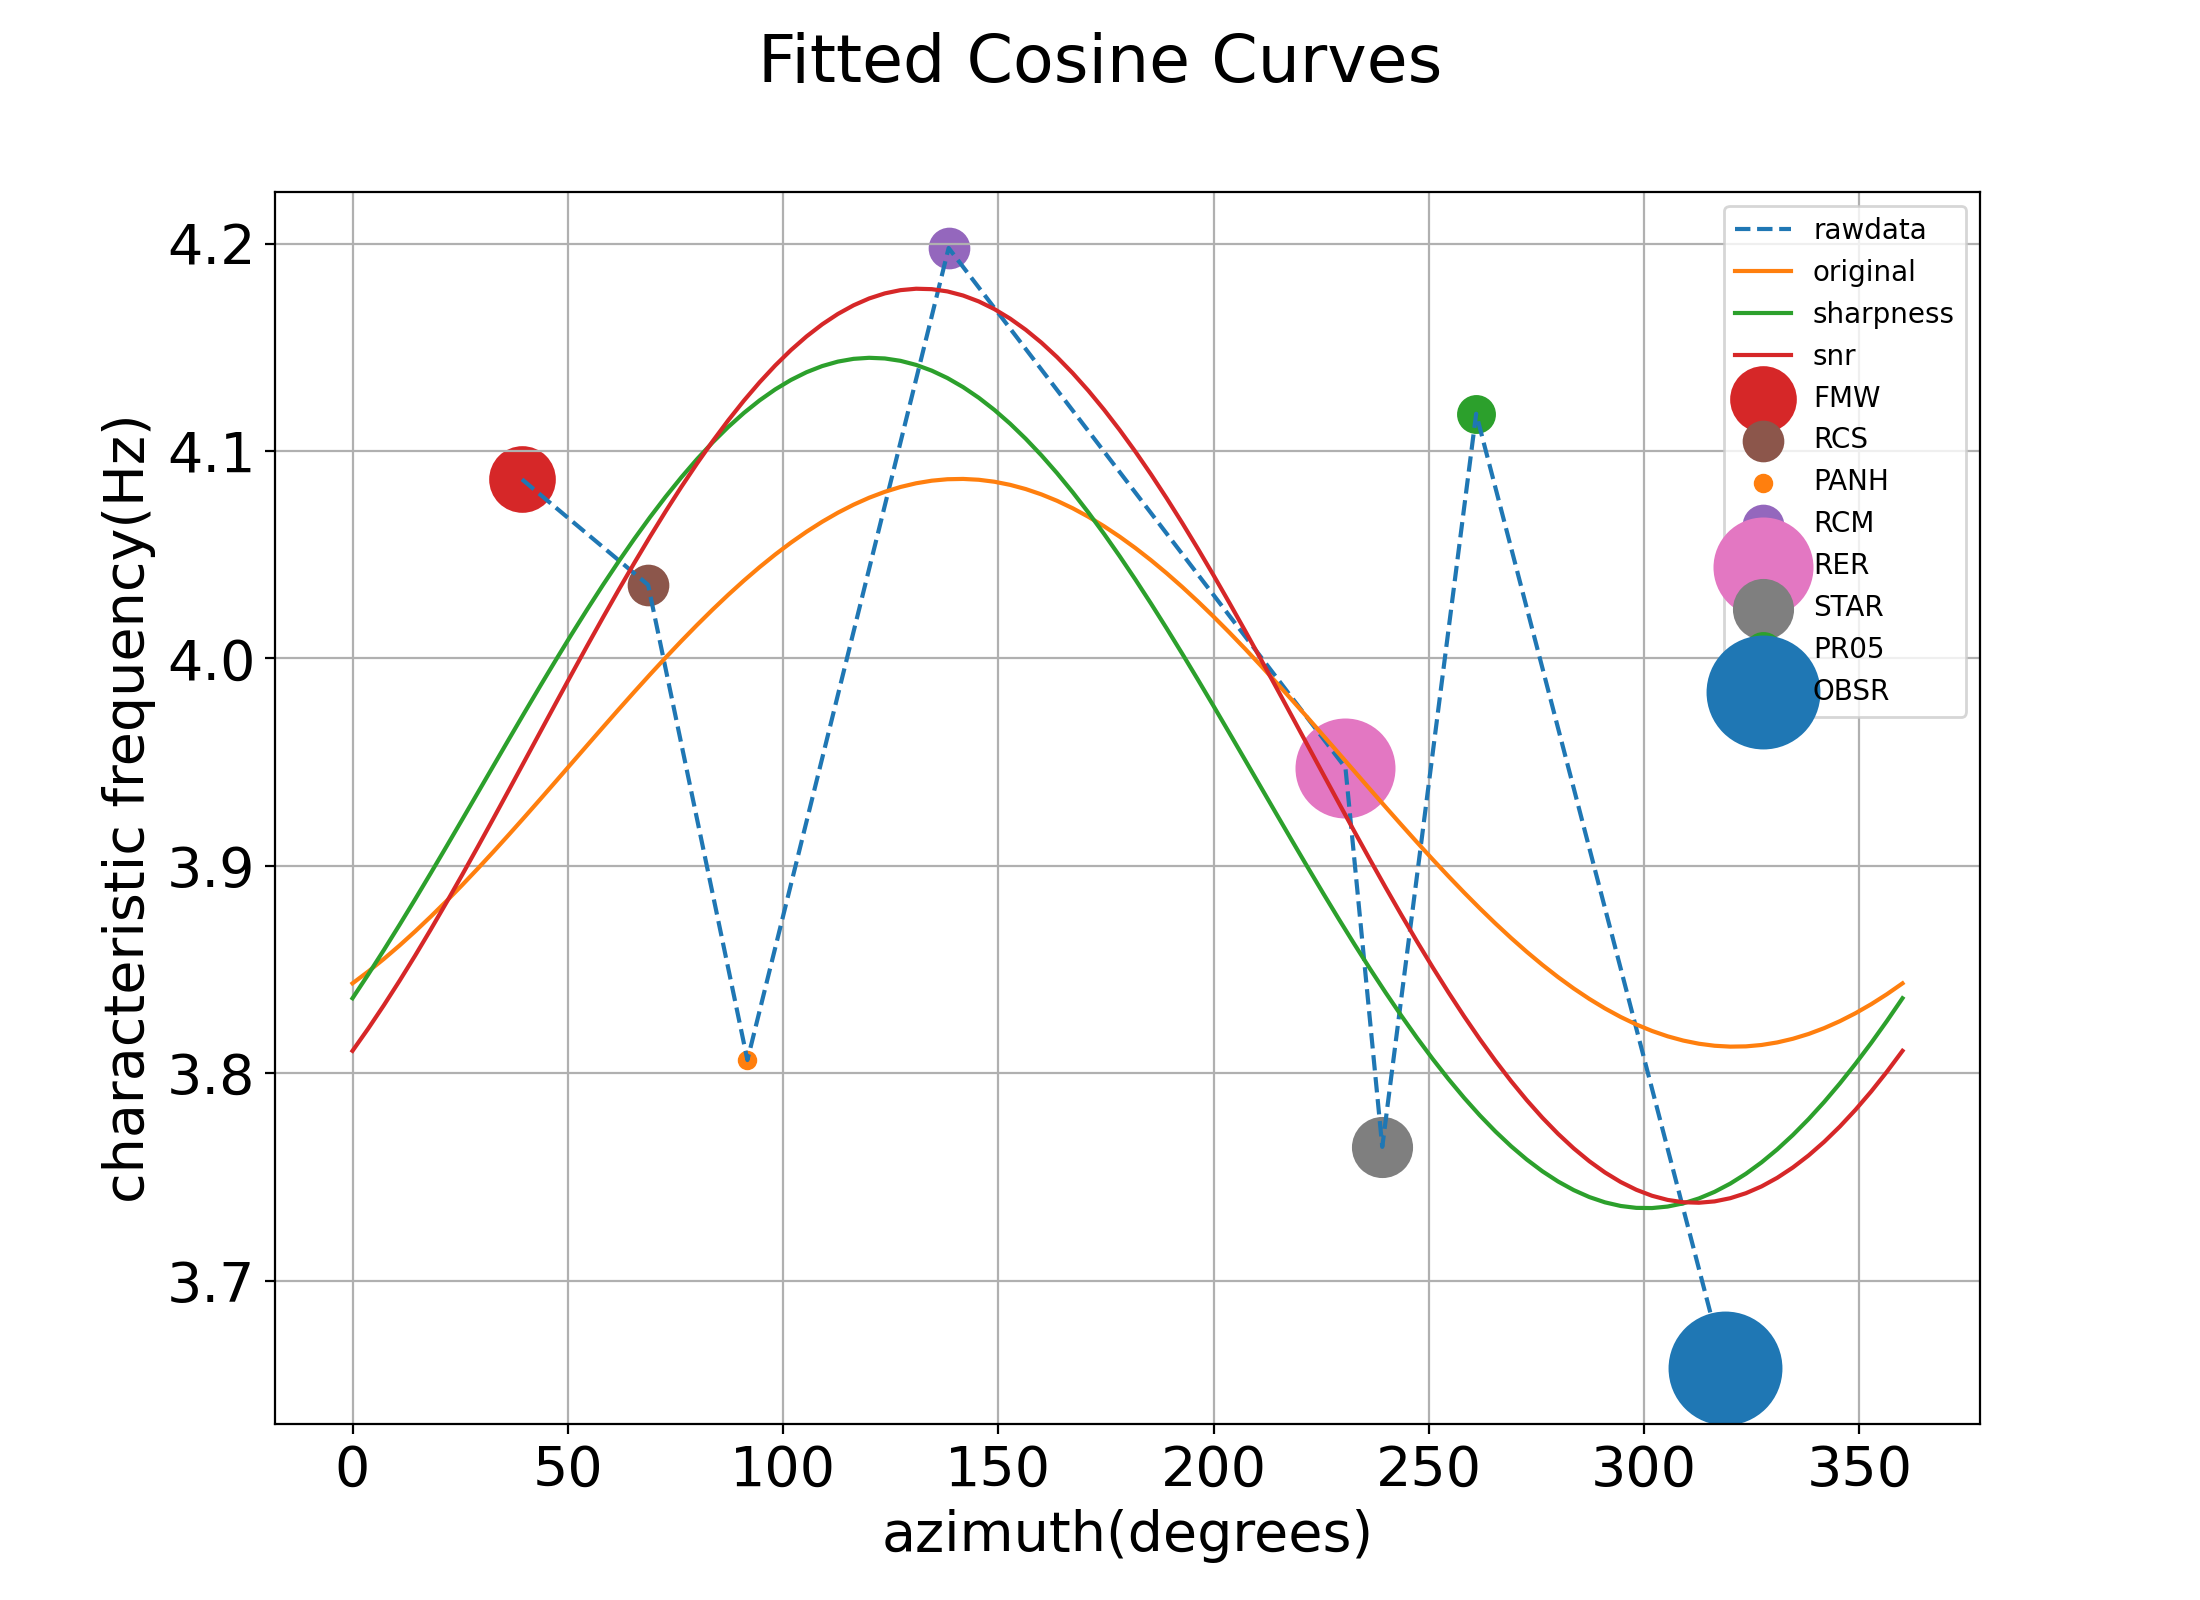 Fitted Cosine Curves
4.2
4.1
4.0
3.9
3.8
3.7
characteristic frequency(Hz)
0 50 100 150 200 250 300 350
azimuth(degrees)
rawdata
original
sharpness
snr
FMW
RCS
PANH
RCM
RER
STAR
PR05
OBSR